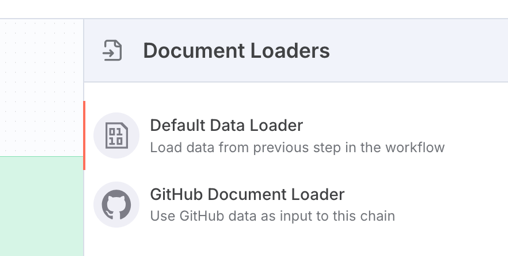 Document Loaders
Default Data Loader
Load data from previous step in the workflow
GitHub Document Loader
Use GitHub data as input to this chain